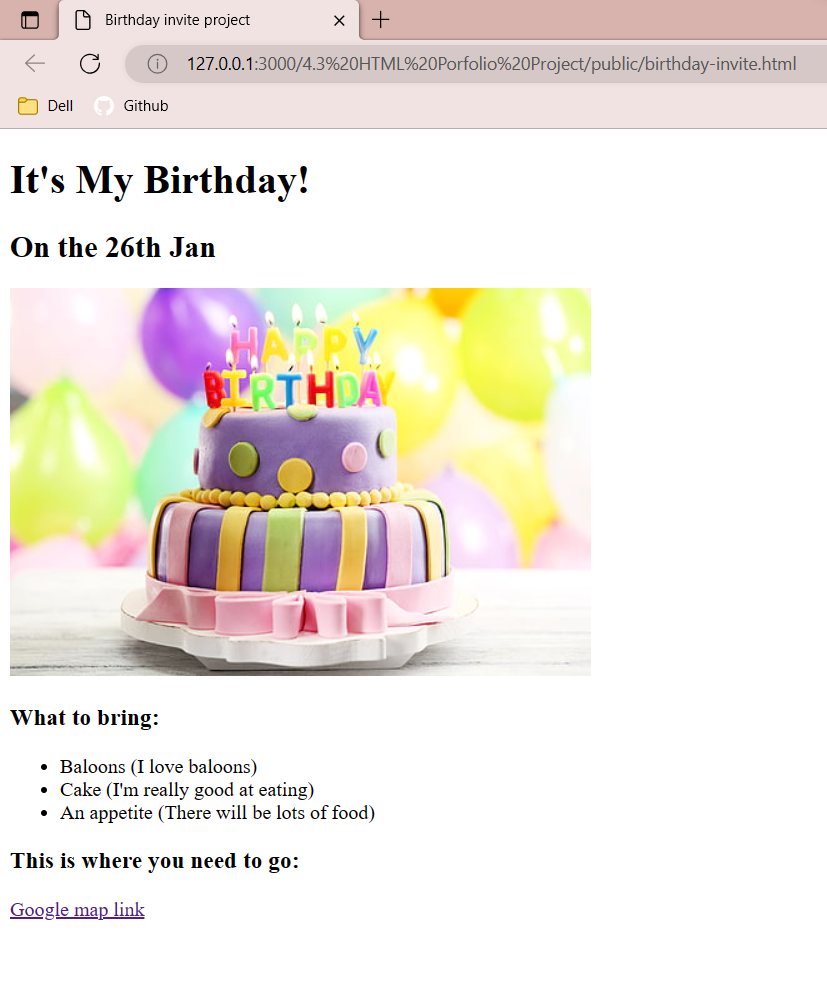 Birthday invite project
127.0.0.1:3000/4.3%20HTML%20Porfolio%20Project/public/birthday-invite.html
Dell
Github
It's My Birthday!
On the 26th Jan
HAPPY
BIRTHDAY
What to bring:
Baloons (I love baloons)
Cake (I'm really good at eating)
An appetite (There will be lots of food)
This is where you need to go:
Google map link